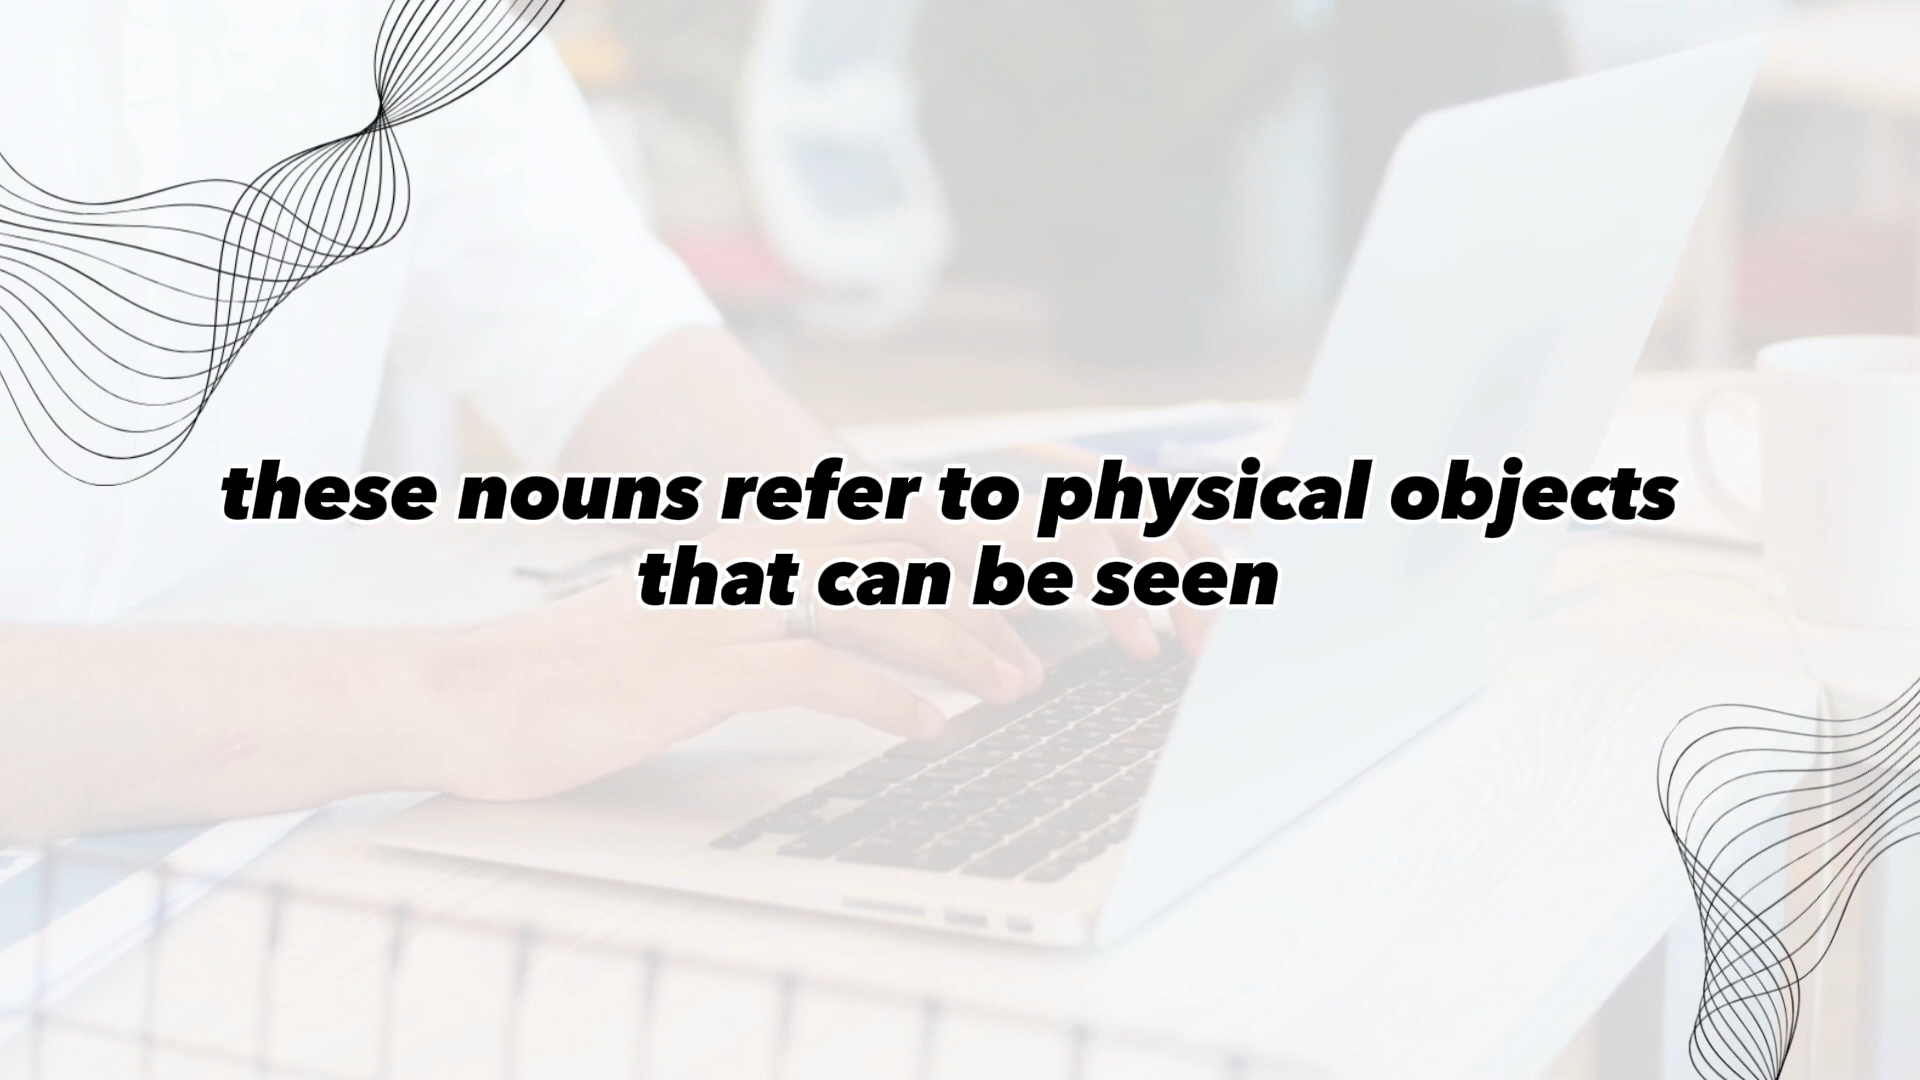 these nouns refer to physical objects
that can be seen